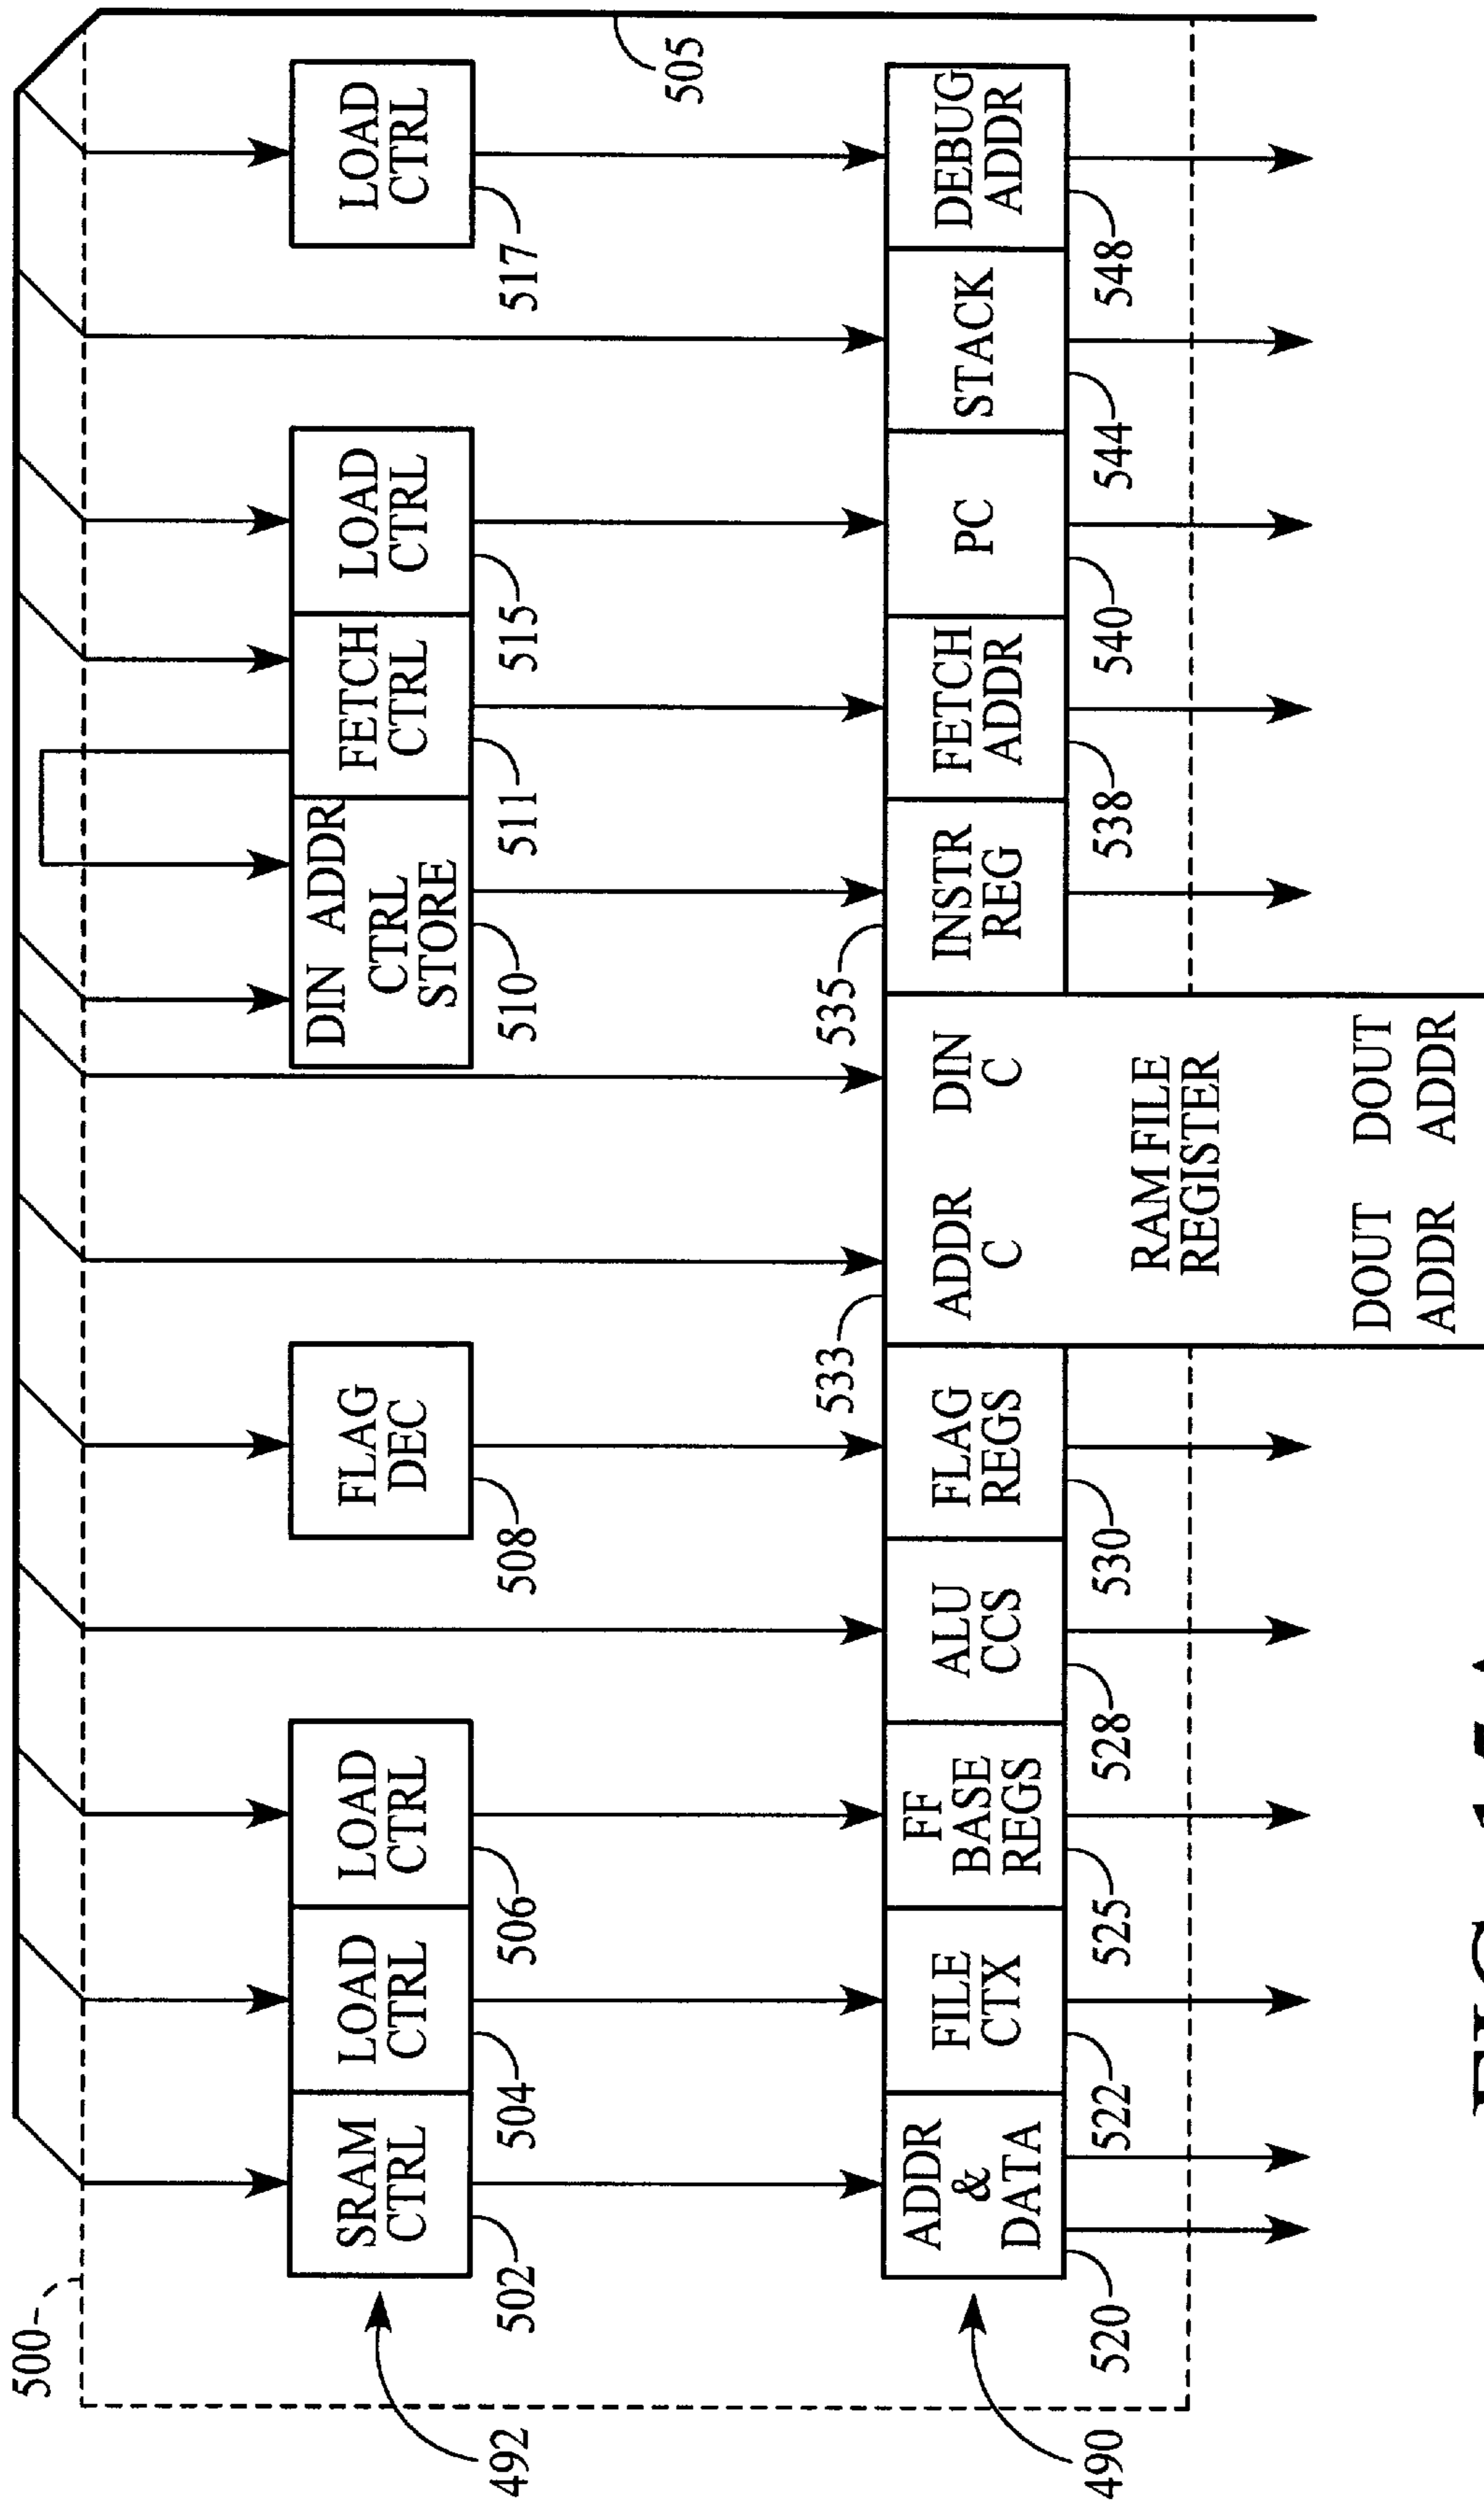 500
492
SRAM
CTRL
LOAD
CTRL
LOAD
CTRL
FLAG
DEC
DIN ADDR
CTRL
STORE
FETCH
CTRL
LOAD
CTRL
LOAD
CTRL
502
504
506
508
510
511
515
517
505
533
535
490
ADDR
&
DATA
FILE
CTX
FF
BASE
REGS
ALU
CCS
FLAG
REGS
ADDR DIN
C C
INSTR
REG
FETCH
ADDR
PC
STACK
DEBUG
ADDR
520
522
525
528
530
538
540
544
548
RAM FILE
REGISTER
DOUT DOUT
ADDR ADDR